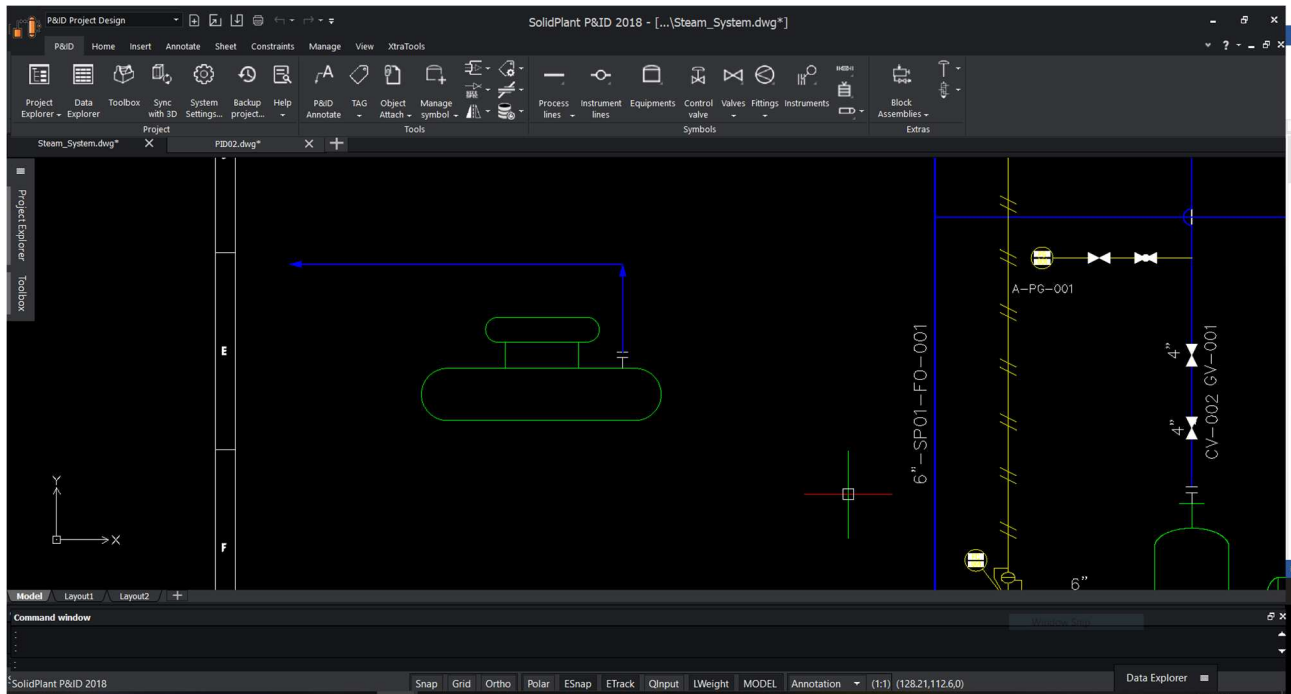 P&ID Project Design
SolidPlant P&ID 2018 - [...\Steam_System.dwg*]
P&ID Home Insert Annotate Sheet Constraints Manage View XtraTools
Project Explorer
Data Explorer
Toolbox
Sync with 3D
System Settings...
Backup project...
Help
P&ID Annotate
TAG
Object Attach
Manage symbol
Process lines
Instrument lines
Equipments
Control valve
Valves
Fittings
Instruments
Block Assemblies
Project
Tools
Symbols
Extras
Steam_System.dwg*
PID02.dwg*
Project Explorer
Toolbox
E
F
Y
X
A-PG-001
6"-SP01-FO-001
4"
GV-001
4"
CV-002
6"
Model Layout1 Layout2
Command window
:
:
:
Window Snip
SolidPlant P&ID 2018
Snap Grid Ortho Polar ESnap ETrack QInput LWeight MODEL Annotation (1:1) (128.21,112.6,0)
Data Explorer